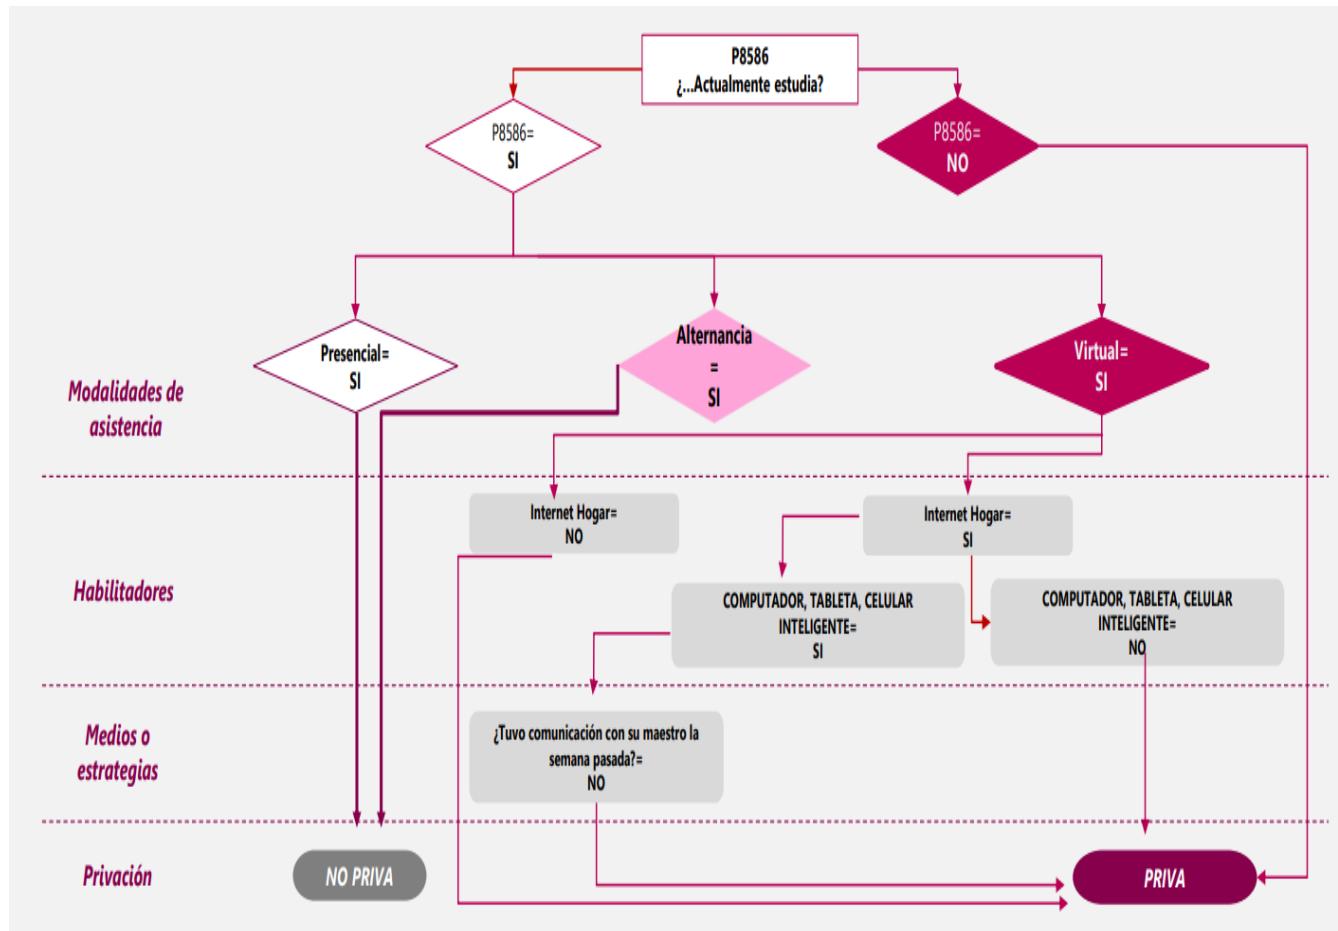 P8586
¿...Actualmente estudia?
P8586=
SI
P8586=
NO
Modalidades de
asistencia
Presencial=
SI
Alternancia
=
SI
Virtual=
SI
Habilitadores
Internet Hogar=
NO
Internet Hogar=
SI
COMPUTADOR, TABLETA, CELULAR
INTELIGENTE=
SI
COMPUTADOR, TABLETA, CELULAR
INTELIGENTE=
NO
Medios o
estrategias
¿Tuvo comunicación con su maestro la
semana pasada?=
NO
Privación
NO PRIVA
PRIVA